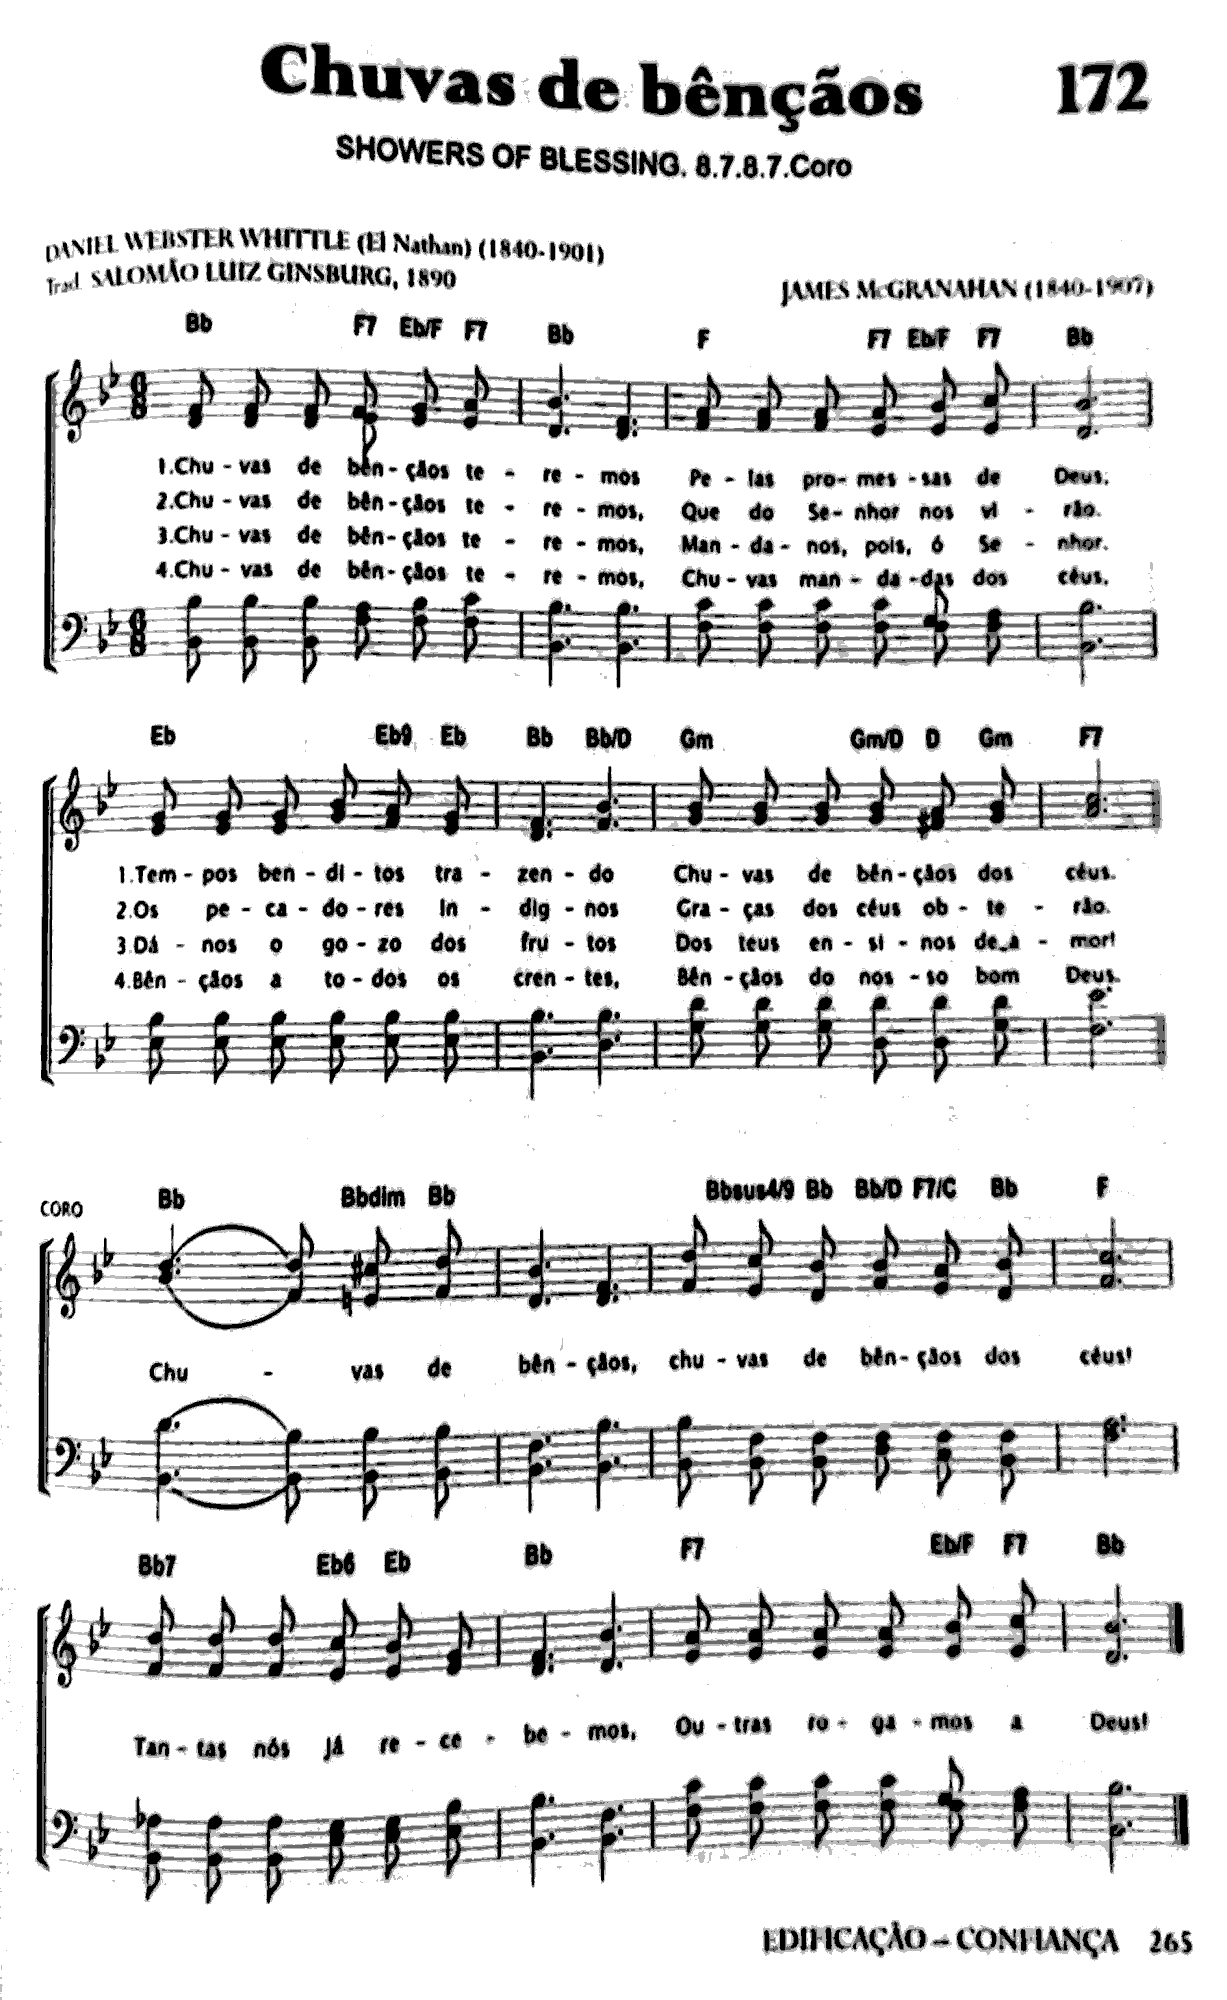 Chuvas de bênçãos 172
SHOWERS OF BLESSING. 8.7.8.7.Coro
DANIEL WEBSTER WHITTLE (El Nathan) (1840-1901)
Trad. SALOMÃO LUIZ GINSBURG, 1890
JAMES McGRANAHAN (1840-1907)
Bb F7 Eb/F F7 Bb F F7 Eb/F F7 Bb
1.Chu - vas de bên - çãos te - re - mos Pe - las pro- mes - sas de Deus;
2.Chu - vas de bên - çãos te - re - mos, Que do Se- nhor nos vi - rão.
3.Chu - vas de bên - çãos te - re - mos, Man - da - nos, pois, ó Se - nhor.
4.Chu - vas de bên - çãos te - re - mos, Chu - vas man - da -das dos céus,
Eb Eb9 Eb Bb Bb/D Gm Gm/D D Gm F7
1.Tem - pos ben - di - tos tra - zen - do Chu - vas de bên - çãos dos céus.
2.Os pe - ca - do - res in - dig - nos Gra - ças dos céus ob - te - rão.
3.Dá - nos o go - zo dos fru - tos Dos teus en - si - nos de_a - mor!
4.Bên - çãos a to - dos os cren - tes, Bên - çãos do nos - so bom Deus.
CORO Bb Bbdim Bb Bbsus4/9 Bb Bb/D F7/C Bb F
Chu - vas de bên - çãos, chu - vas de bên - çãos dos céus!
Bb7 Eb6 Eb Bb F7 Eb/F F7 Bb
Tan - tas nós já re - ce - be - mos, Ou - tras ro - ga - mos a Deus!
EDIFICAÇÃO – CONFIANÇA 265